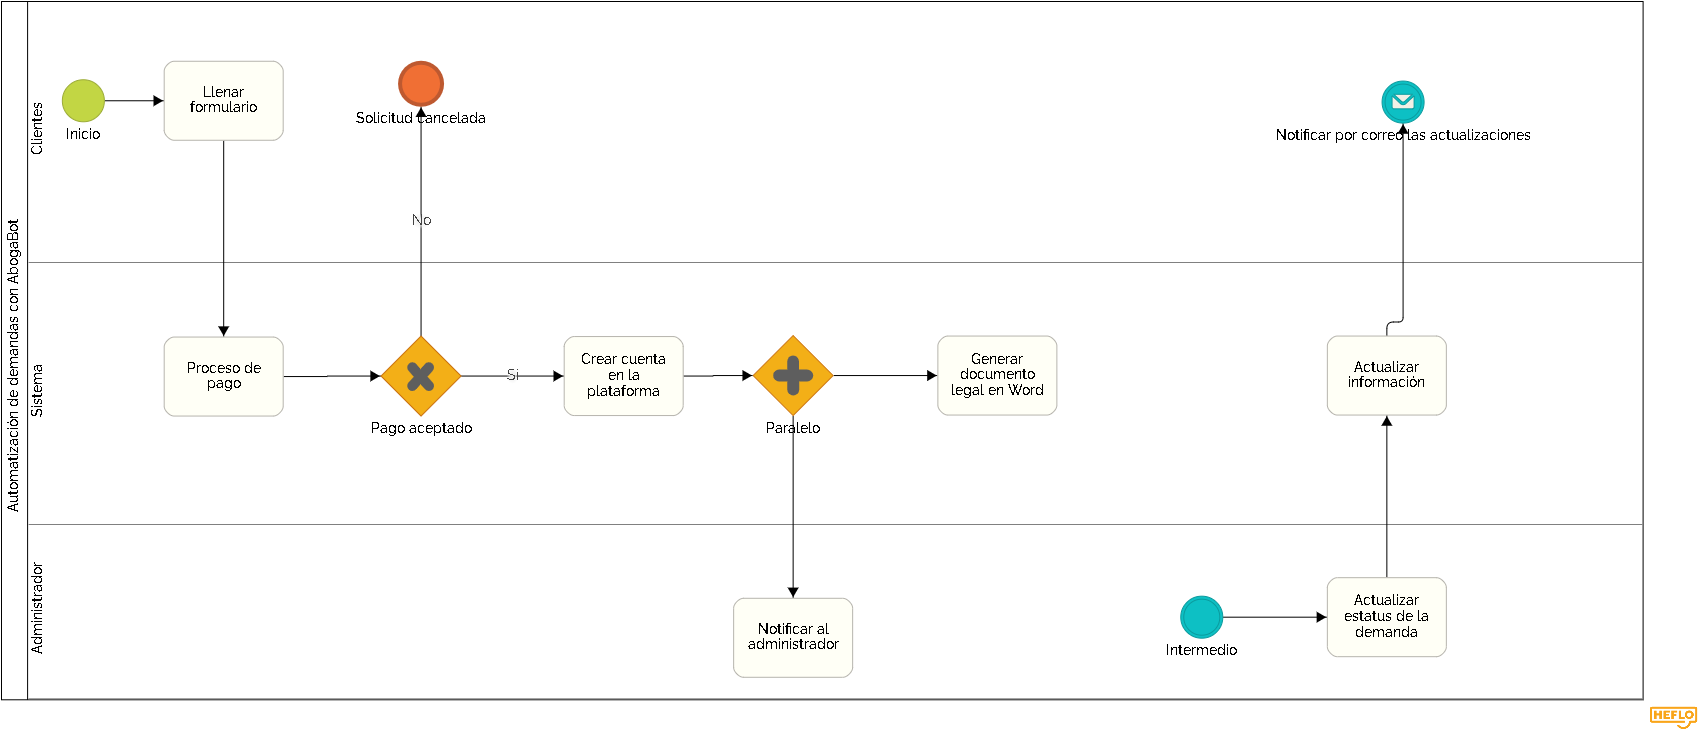 Automatización de demandas con AbogaBot
Clientes
Inicio
Llenar
formulario
Solicitud cancelada
No
Notificar por correo las actualizaciones
Sistema
Proceso de
pago
Pago aceptado
Si
Crear cuenta
en la
plataforma
Paralelo
Generar
documento
legal en Word
Actualizar
información
Administrador
Notificar al
administrador
Intermedio
Actualizar
estatus de la
demanda
HEFLO